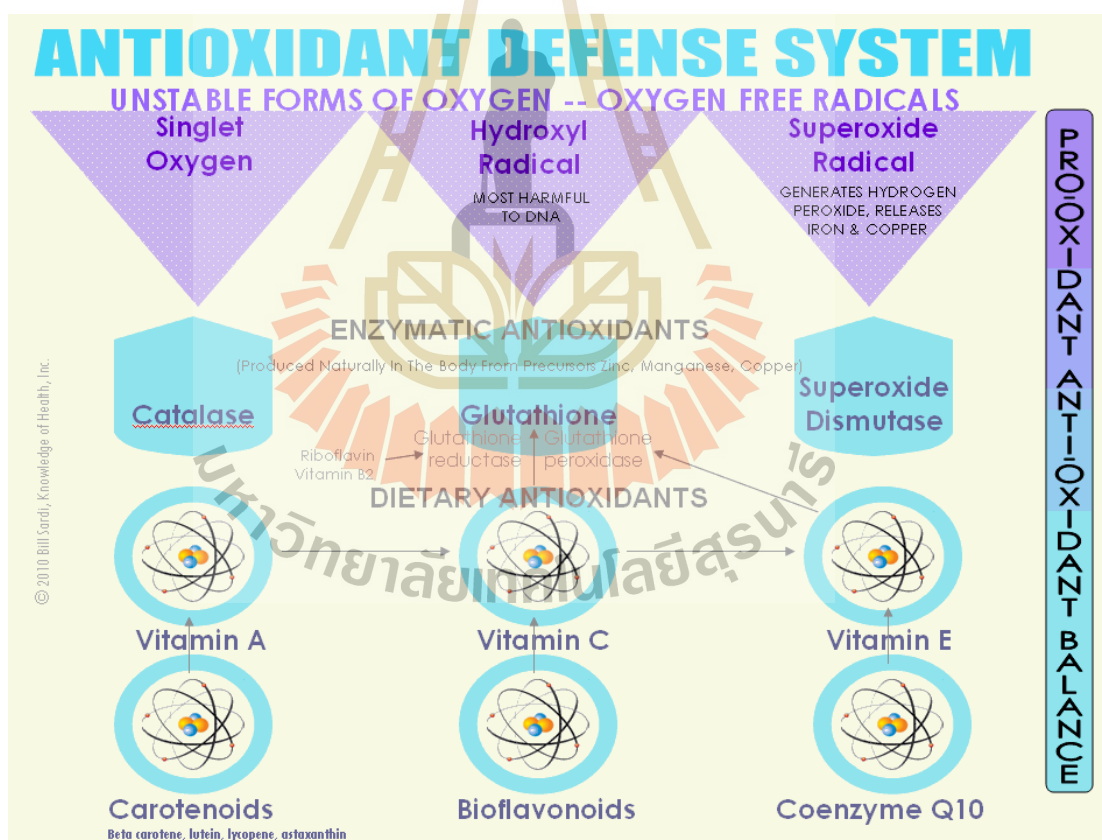 ANTIOXIDANT DEFENSE SYSTEM
UNSTABLE FORMS OF OXYGEN -- OXYGEN FREE RADICALS
Singlet
Oxygen
Hydroxyl
Radical
MOST HARMFUL
TO DNA
Superoxide
Radical
GENERATES HYDROGEN
PEROXIDE, RELEASES
IRON & COPPER
PRO-OXIDANT ANTI-OXIDANT BALANCE
ENZYMATIC ANTIOXIDANTS
(Produced Naturally In The Body From Precursors Zinc, Manganese, Copper)
Catalase
Glutathione
Superoxide
Dismutase
Riboflavin
Vitamin B2
Glutathione
reductase
Glutathione
peroxidase
DIETARY ANTIOXIDANTS
มหาวิทยาลัยเทคโนโลยีสุรนารี
Vitamin A
Vitamin C
Vitamin E
Carotenoids
Beta carotene, lutein, lycopene, astaxanthin
Bioflavonoids
Coenzyme Q10
© 2010 Bill Sardi, Knowledge of Health, Inc.